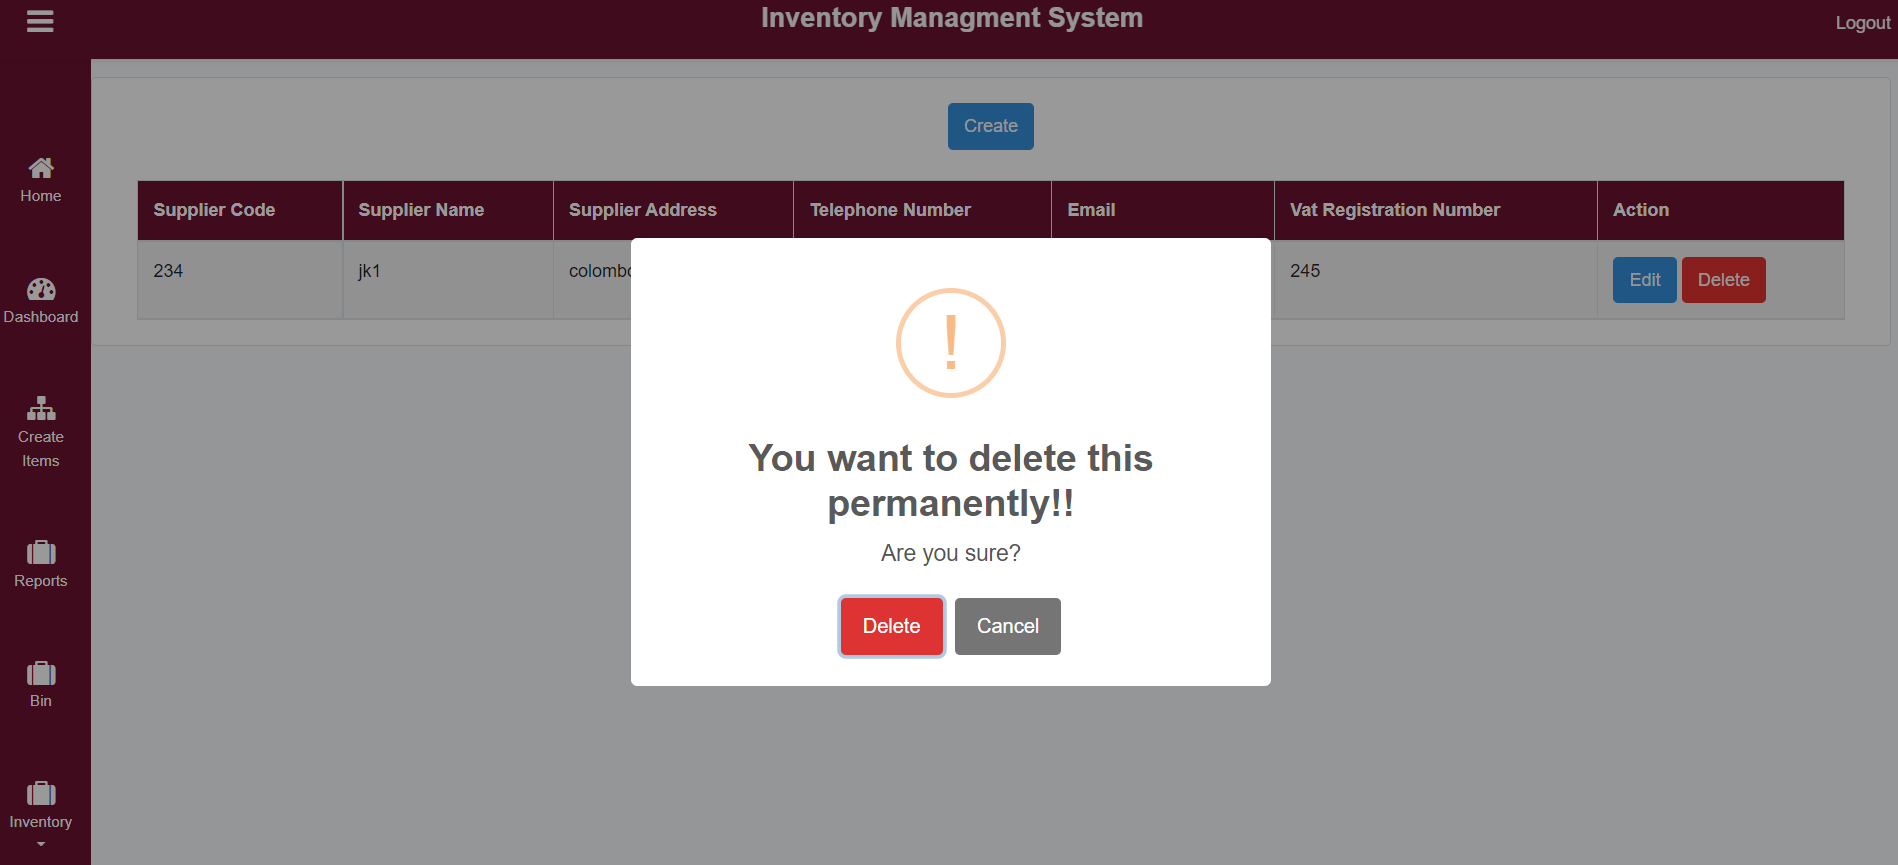 Inventory Managment System
Logout
Home
Dashboard
Create
Items
Reports
Bin
Inventory
Create
Supplier Code Supplier Name Supplier Address Telephone Number Email Vat Registration Number Action
234 jk1 245 Edit Delete
!
You want to delete this
permanently!!
Are you sure?
Delete Cancel